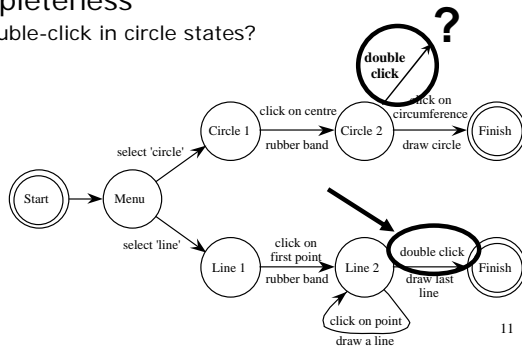 pleteness
uble-click in circle states?
?
double
click
click on centre
click on
circumference
Circle 1
Circle 2
Finish
rubber band
draw circle
select 'circle'
Start
Menu
select 'line'
click on
first point
double click
Line 1
Line 2
Finish
rubber band
draw last
line
click on point
draw a line
11